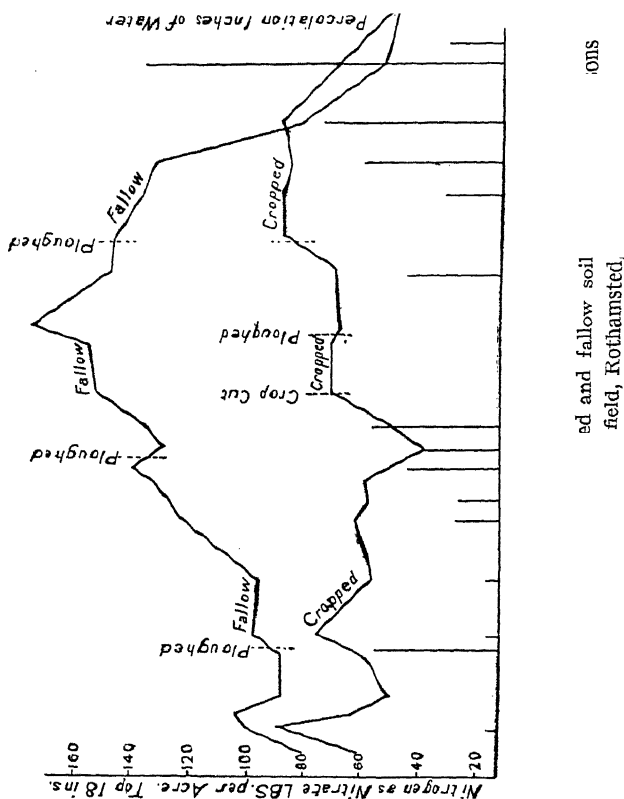 Percolation Inches of Water
Fallow
Cropped
Ploughed
Fallow
Cropped
Ploughed
Crop Cut
Ploughed
Fallow
Cropped
Ploughed
160
140
120
100
80
60
40
20
Nitrogen as Nitrate LBS. per Acre. Top 18 ins.
ons
ed and fallow soil
field, Rothamsted,